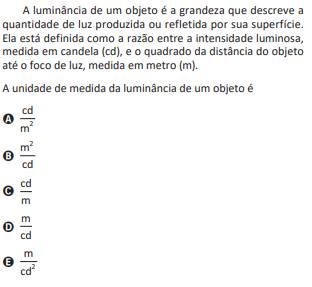 A luminância de um objeto é a grandeza que descreve a
quantidade de luz produzida ou refletida por sua superfície.
Ela está definida como a razão entre a intensidade luminosa,
medida em candela (cd), e o quadrado da distância do objeto
até o foco de luz, medida em metro (m).
A unidade de medida da luminância de um objeto é
A cd/m²
B m²/cd
C cd/m
D m/cd
E m/cd²